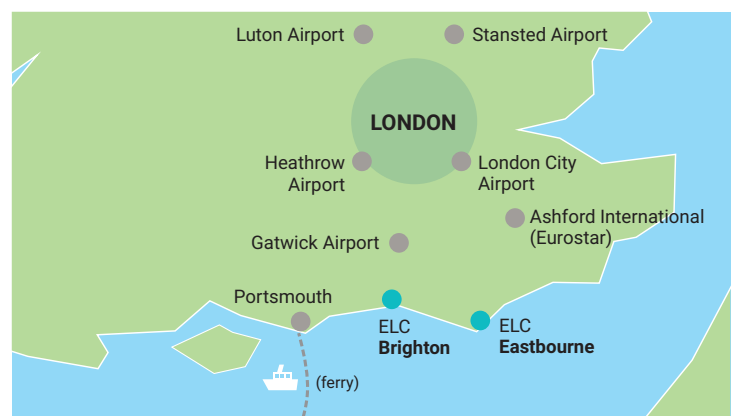 Luton Airport
Stansted Airport
LONDON
Heathrow
Airport
London City
Airport
Ashford International
(Eurostar)
Gatwick Airport
Portsmouth
ELC
Brighton
ELC
Eastbourne
(ferry)